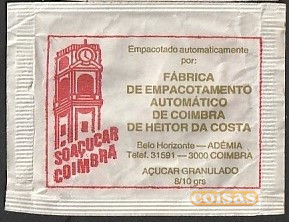 Empacotado automaticamente
por:
FÁBRICA
DE EMPACOTAMENTO
AUTOMÁTICO
DE COIMBRA
DE HEITOR DA COSTA
Belo Horizonte — ADÉMIA
Telef. 31591 — 3000 COIMBRA
AÇUCAR GRANULADO
8/10 grs
SOAÇUCAR
COIMBRA
coisas